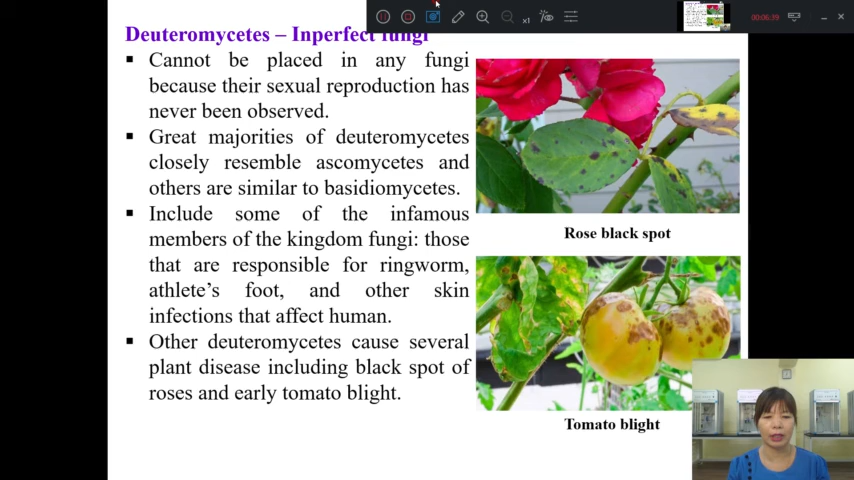 Deuteromycetes – Inperfect fungi
▪ Cannot be placed in any fungi
because their sexual reproduction has
never been observed.
▪ Great majorities of deuteromycetes
closely resemble ascomycetes and
others are similar to basidiomycetes.
▪ Include some of the infamous
members of the kingdom fungi: those
that are responsible for ringworm,
athlete's foot, and other skin
infections that affect human.
▪ Other deuteromycetes cause several
plant disease including black spot of
roses and early tomato blight.
Rose black spot
Tomato blight
x1
00:06:39